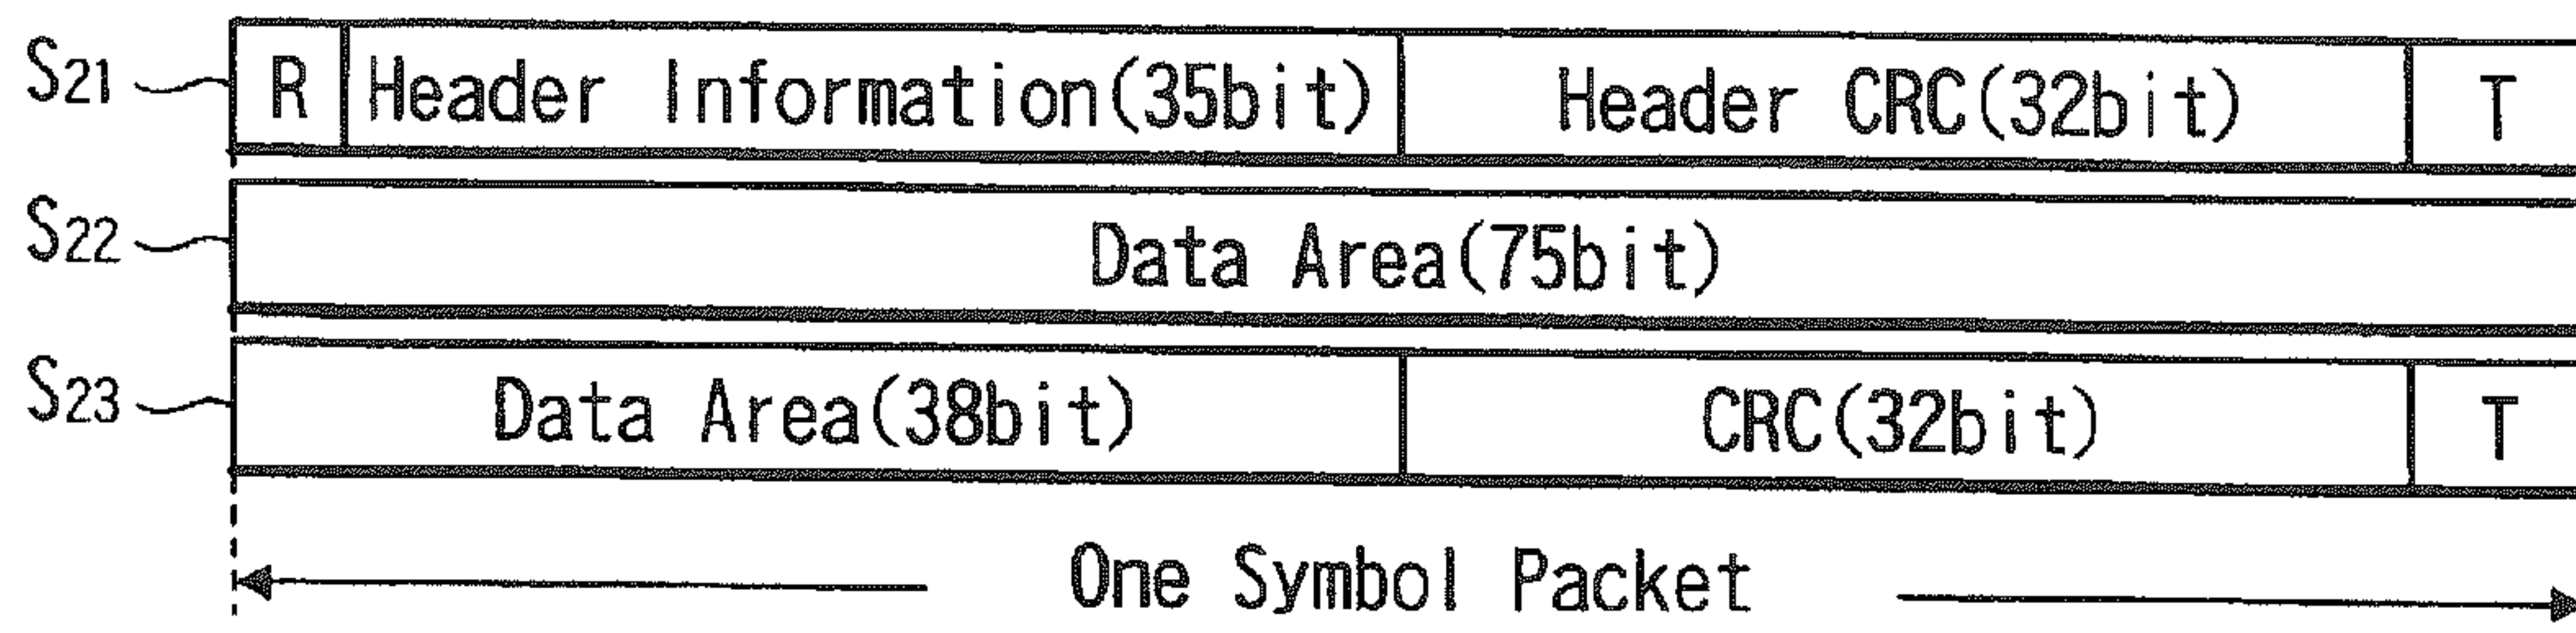 S21 R Header Information(35bit) Header CRC(32bit) T
S22 Data Area(75bit)
S23 Data Area(38bit) CRC(32bit) T
One Symbol Packet